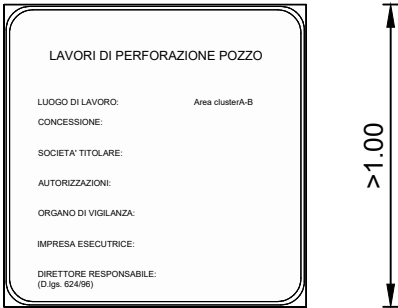 LAVORI DI PERFORAZIONE POZZO
LUOGO DI LAVORO: Area clusterA-B
CONCESSIONE:
SOCIETA' TITOLARE:
AUTORIZZAZIONI:
ORGANO DI VIGILANZA:
IMPRESA ESECUTRICE:
DIRETTORE RESPONSABILE:
(D.lgs. 624/96)
>1.00